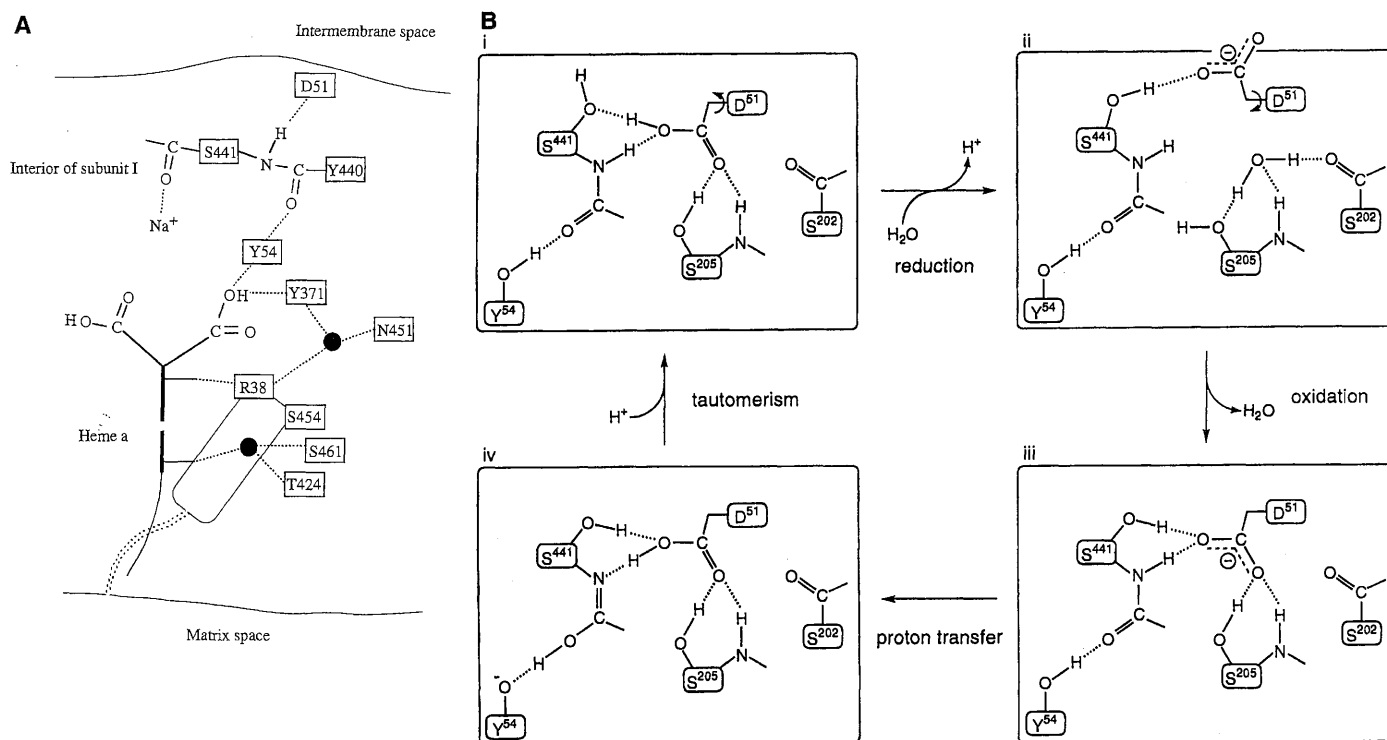 A
Intermembrane space
D51
H
Interior of subunit I
C
S441
N
O
C
Y440
O
Na⁺
Y54
O
OH
Y371
HO
C
C
O
N451
R38
S454
Heme a
S461
T424
Matrix space
B
i
H
O
H
O
D⁵¹
S⁴⁴¹
C
N
H
O
O
C
H
H
C
O
S²⁰²
H
O
N
O
S²⁰⁵
Y⁵⁴
H⁺
H₂O
reduction
ii
O
⊖
O
C
H
O
D⁵¹
S⁴⁴¹
N
H
O
H
O
H
C
C
O
H
H
O
S²⁰²
H
O
N
S²⁰⁵
Y⁵⁴
H₂O
oxidation
iii
O
H
D⁵¹
O
C
S⁴⁴¹
H
⊖
N
O
O
C
H
H
C
O
S²⁰²
H
O
N
O
S²⁰⁵
Y⁵⁴
proton transfer
iv
O
H
D⁵¹
O
C
S⁴⁴¹
H
N
O
O
C
H
H
C
HO
S²⁰²
H
O
N
-
O
S²⁰⁵
Y⁵⁴
H⁺
tautomerism